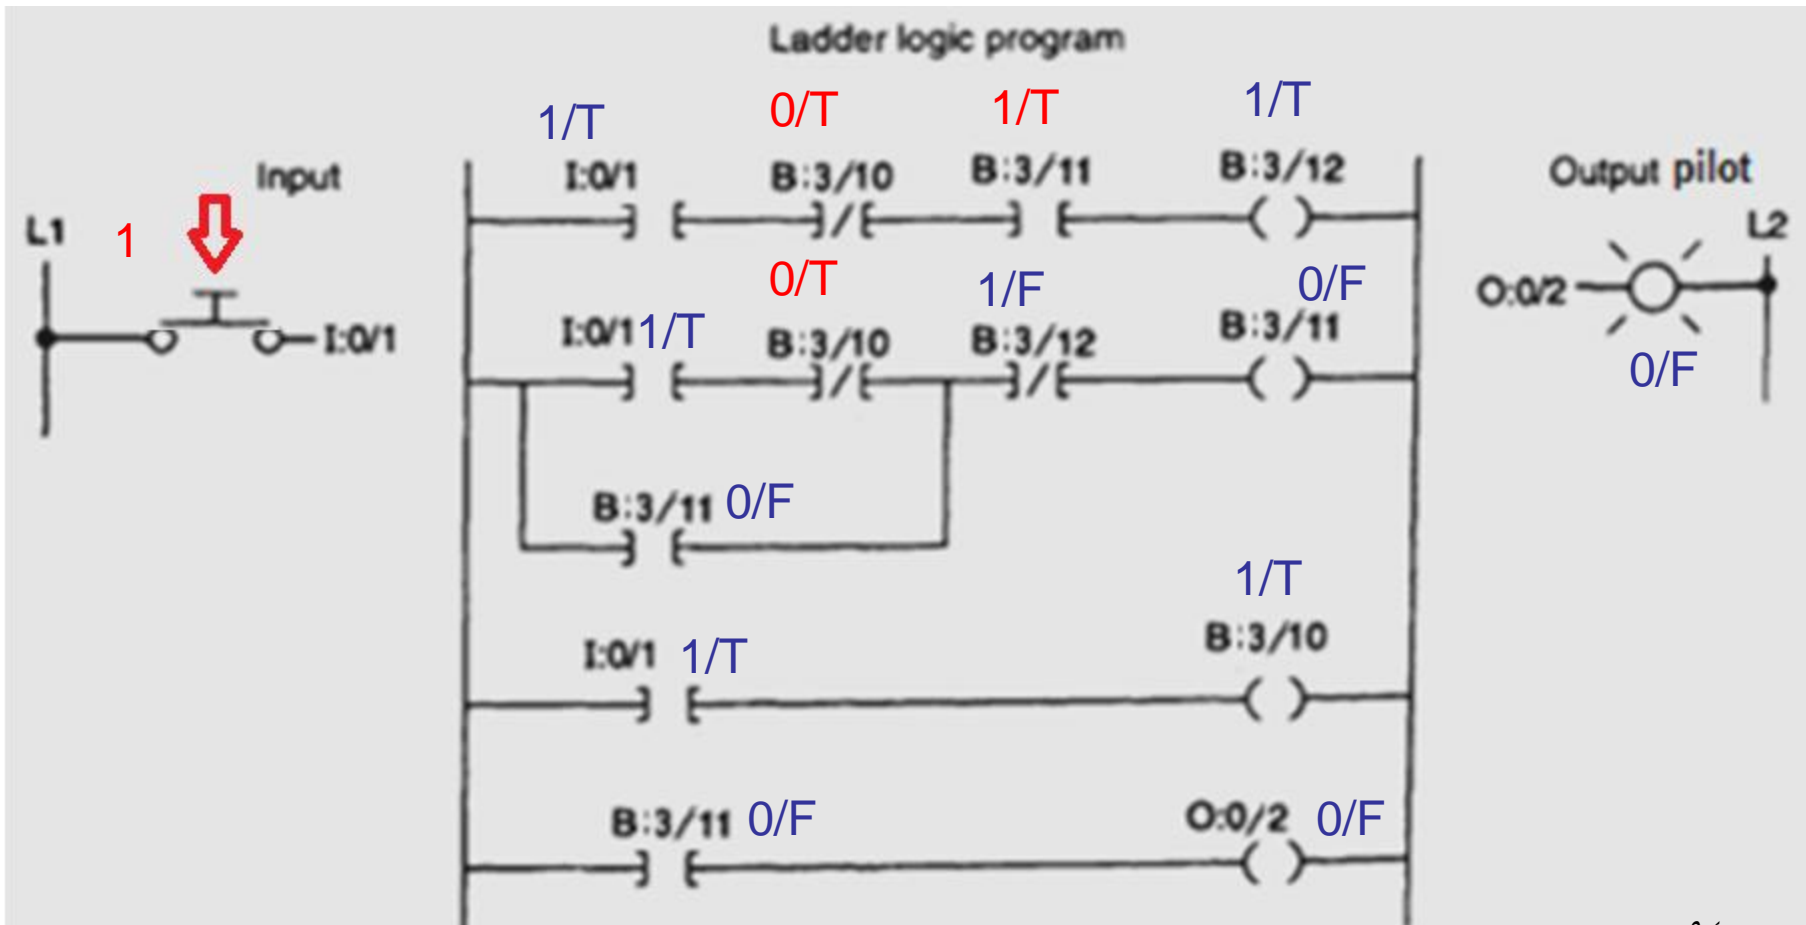 Ladder logic program
1/T 0/T 1/T 1/T
Input I:0/1 B:3/10 B:3/11 B:3/12 Output pilot
L1 1 L2
0/T 1/F 0/F O:0/2
I:0/1 I:0/1 1/T B:3/10 B:3/12 B:3/11
0/F
B:3/11 0/F
1/T
I:0/1 1/T B:3/10
B:3/11 0/F O:0/2 0/F